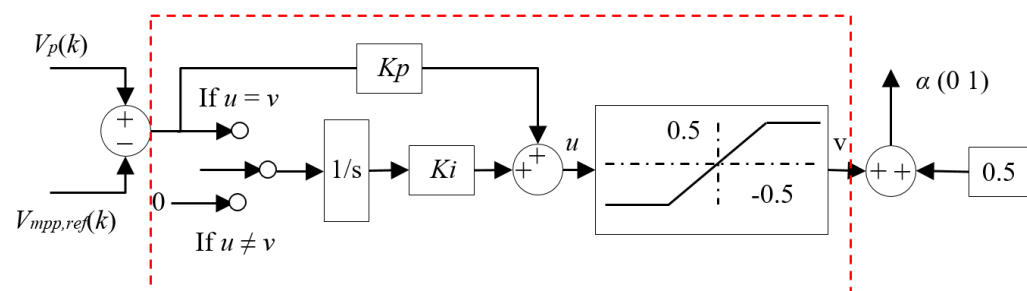 Vp(k)
Kp
α (0 1)
If u = v
+
−
0.5
+
u
v
1/s
Ki
+
+ +
0.5
-0.5
0
Vmpp,ref(k)
If u ≠ v